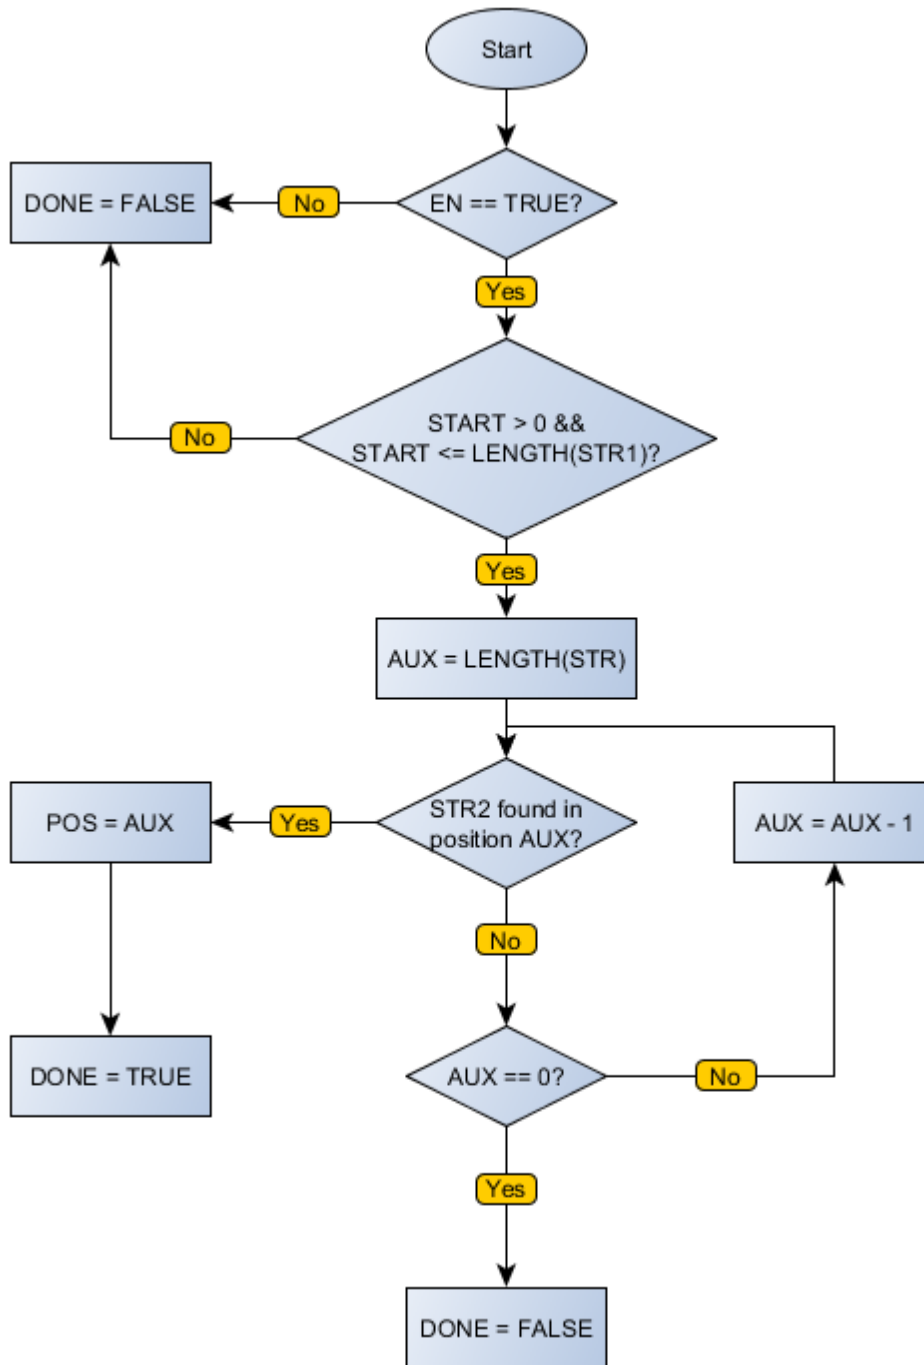 Start
EN == TRUE?
No
DONE = FALSE
Yes
START > 0 &&
START <= LENGTH(STR1)?
No
Yes
AUX = LENGTH(STR)
STR2 found in
position AUX?
Yes
POS = AUX
AUX = AUX - 1
No
DONE = TRUE
AUX == 0?
No
Yes
DONE = FALSE